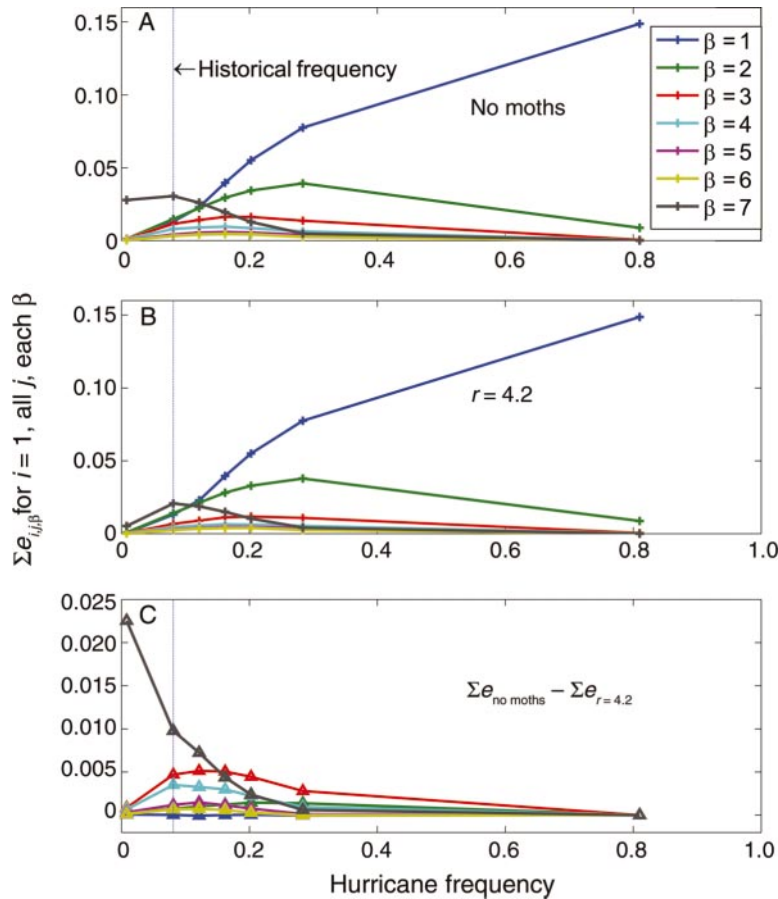 A
0.15
0.10
0.05
0
← Historical frequency
No moths
β = 1
β = 2
β = 3
β = 4
β = 5
β = 6
β = 7
0
0.2
0.4
0.6
0.8
B
0.15
0.10
0.05
0
r = 4.2
0
0.2
0.4
0.6
0.8
1.0
C
0.025
0.020
0.015
0.010
0.005
0
Σe no moths − Σe r = 4.2
0
0.2
0.4
0.6
0.8
1.0
Σe i,j,β for i = 1, all j, each β
Hurricane frequency